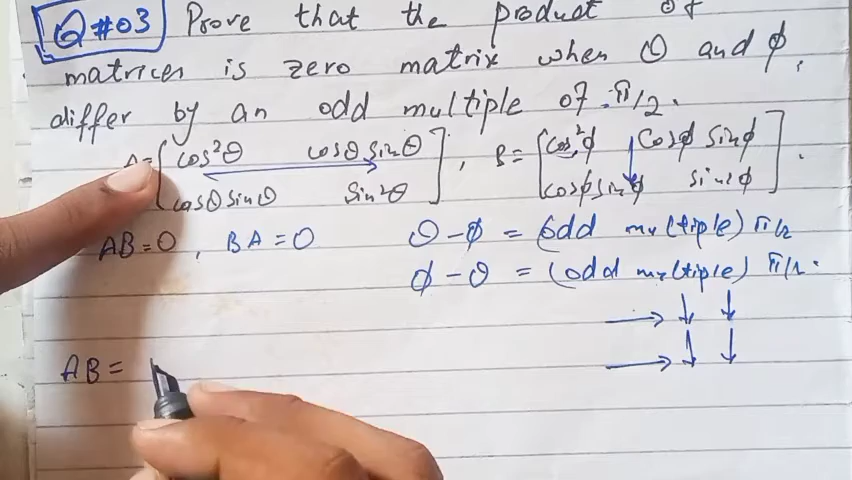 Q#03 Prove that the product of
matrices is zero matrix when θ and ϕ,
differ by an odd multiple of π/2.
A=[cos²θ cosθ sinθ], B=[cos²ϕ cosϕ sinϕ].
[cosθ sinθ sin²θ] [cosϕ sinϕ sin²ϕ]
AB=0, BA=0 θ-ϕ = (odd multiple) π/2
ϕ-θ = (odd multiple) π/2.
AB=